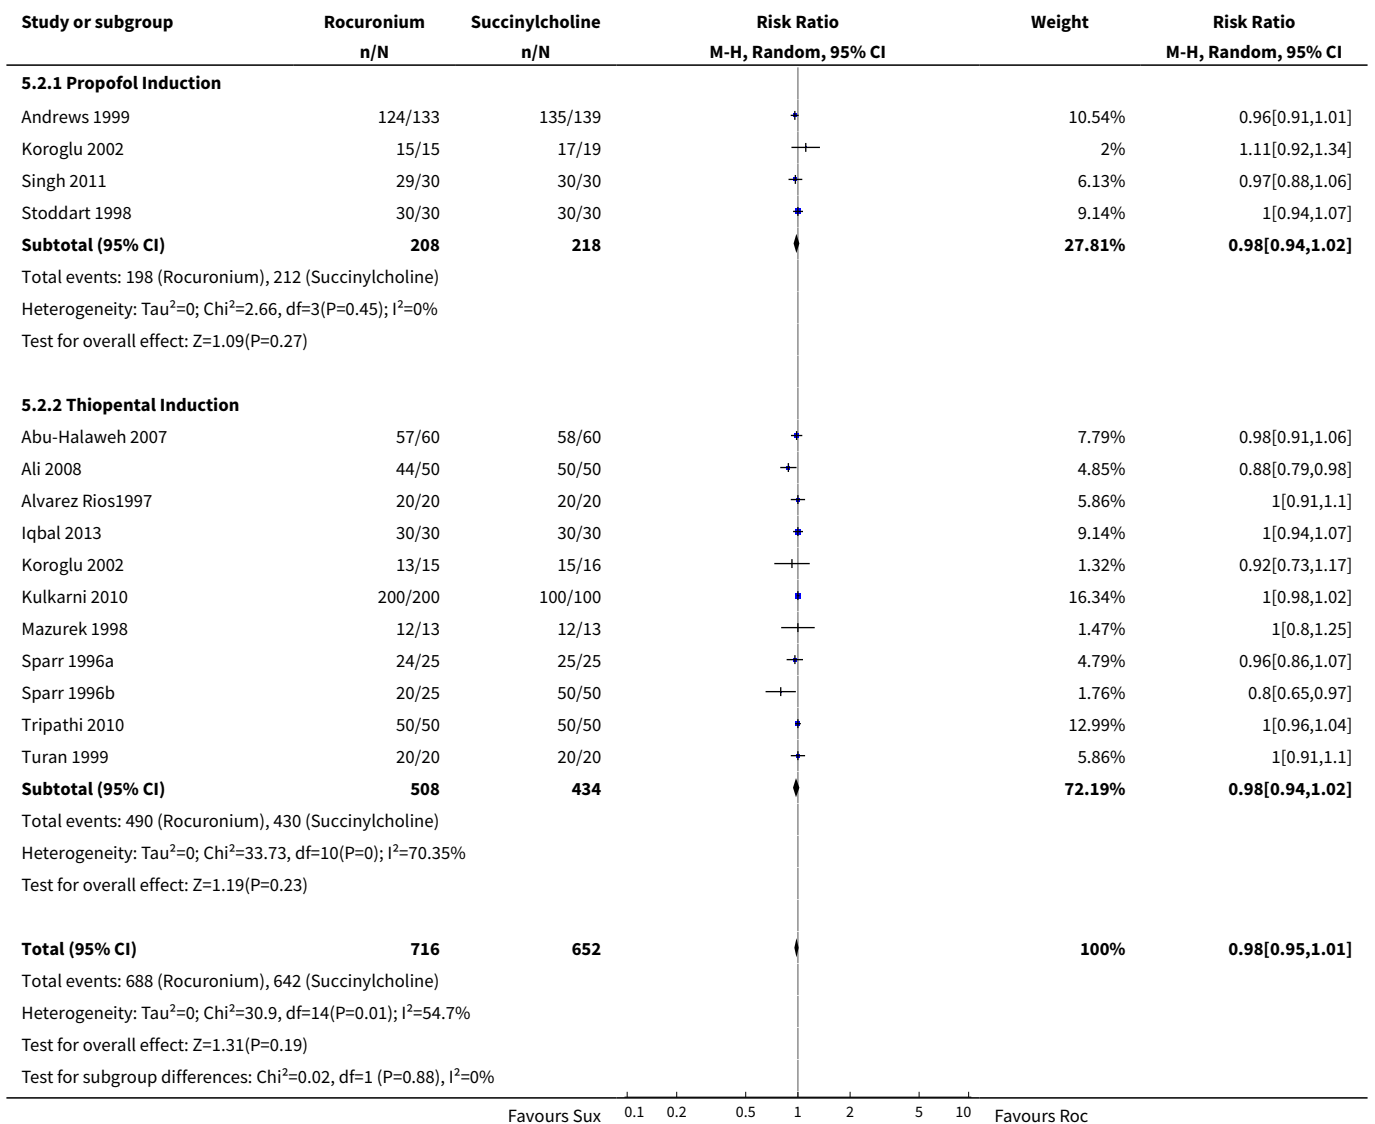 Study or subgroup Rocuronium Succinylcholine Risk Ratio Weight Risk Ratio
n/N n/N M-H, Random, 95% CI M-H, Random, 95% CI
5.2.1 Propofol Induction
Andrews 1999 124/133 135/139 10.54% 0.96[0.91,1.01]
Koroglu 2002 15/15 17/19 2% 1.11[0.92,1.34]
Singh 2011 29/30 30/30 6.13% 0.97[0.88,1.06]
Stoddart 1998 30/30 30/30 9.14% 1[0.94,1.07]
Subtotal (95% CI) 208 218 27.81% 0.98[0.94,1.02]
Total events: 198 (Rocuronium), 212 (Succinylcholine)
Heterogeneity: Tau²=0; Chi²=2.66, df=3(P=0.45); I²=0%
Test for overall effect: Z=1.09(P=0.27)
5.2.2 Thiopental Induction
Abu-Halaweh 2007 57/60 58/60 7.79% 0.98[0.91,1.06]
Ali 2008 44/50 50/50 4.85% 0.88[0.79,0.98]
Alvarez Rios1997 20/20 20/20 5.86% 1[0.91,1.1]
Iqbal 2013 30/30 30/30 9.14% 1[0.94,1.07]
Koroglu 2002 13/15 15/16 1.32% 0.92[0.73,1.17]
Kulkarni 2010 200/200 100/100 16.34% 1[0.98,1.02]
Mazurek 1998 12/13 12/13 1.47% 1[0.8,1.25]
Sparr 1996a 24/25 25/25 4.79% 0.96[0.86,1.07]
Sparr 1996b 20/25 50/50 1.76% 0.8[0.65,0.97]
Tripathi 2010 50/50 50/50 12.99% 1[0.96,1.04]
Turan 1999 20/20 20/20 5.86% 1[0.91,1.1]
Subtotal (95% CI) 508 434 72.19% 0.98[0.94,1.02]
Total events: 490 (Rocuronium), 430 (Succinylcholine)
Heterogeneity: Tau²=0; Chi²=33.73, df=10(P=0); I²=70.35%
Test for overall effect: Z=1.19(P=0.23)
Total (95% CI) 716 652 100% 0.98[0.95,1.01]
Total events: 688 (Rocuronium), 642 (Succinylcholine)
Heterogeneity: Tau²=0; Chi²=30.9, df=14(P=0.01); I²=54.7%
Test for overall effect: Z=1.31(P=0.19)
Test for subgroup differences: Chi²=0.02, df=1 (P=0.88), I²=0%
Favours Sux 0.1 0.2 0.5 1 2 5 10 Favours Roc